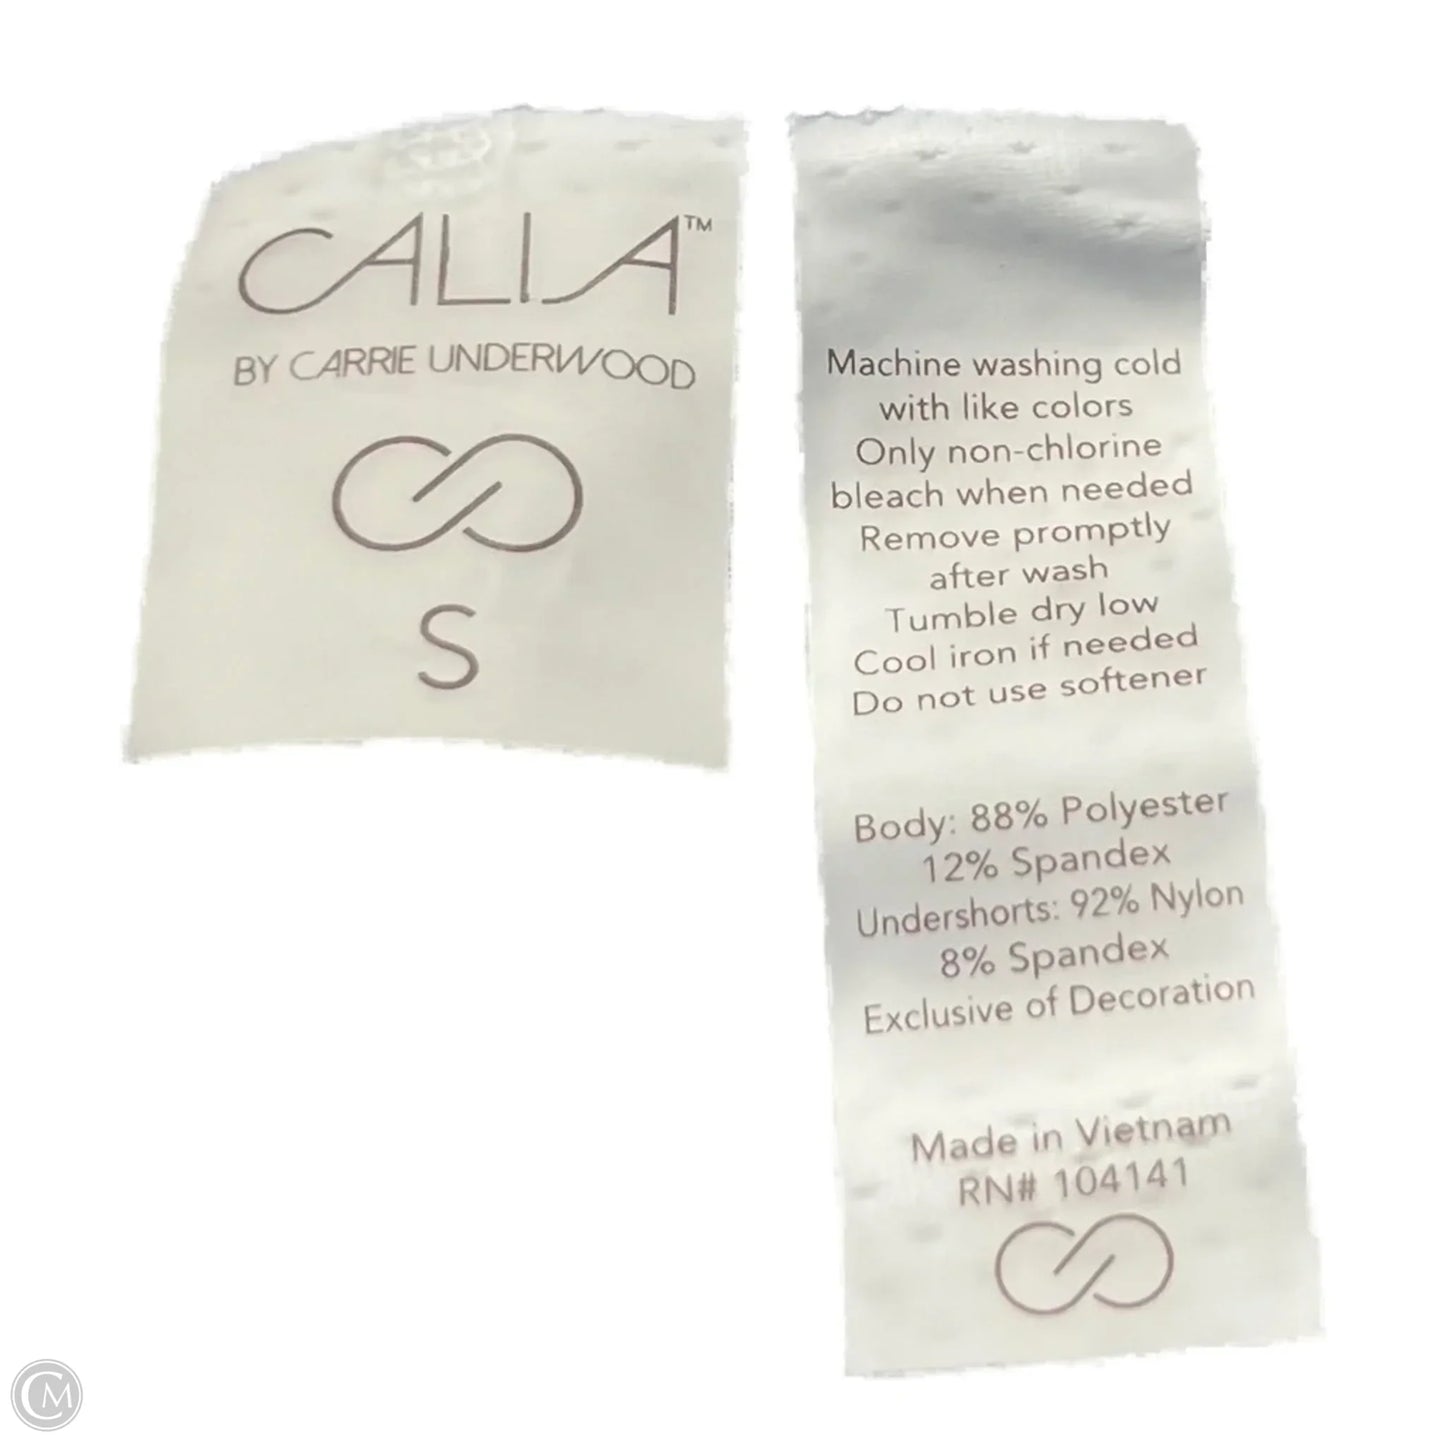 CALIA™
BY CARRIE UNDERWOOD
S
Machine washing cold
with like colors
Only non-chlorine
bleach when needed
Remove promptly
after wash
Tumble dry low
Cool iron if needed
Do not use softener
Body: 88% Polyester
12% Spandex
Undershorts: 92% Nylon
8% Spandex
Exclusive of Decoration
Made in Vietnam
RN# 104141
CM